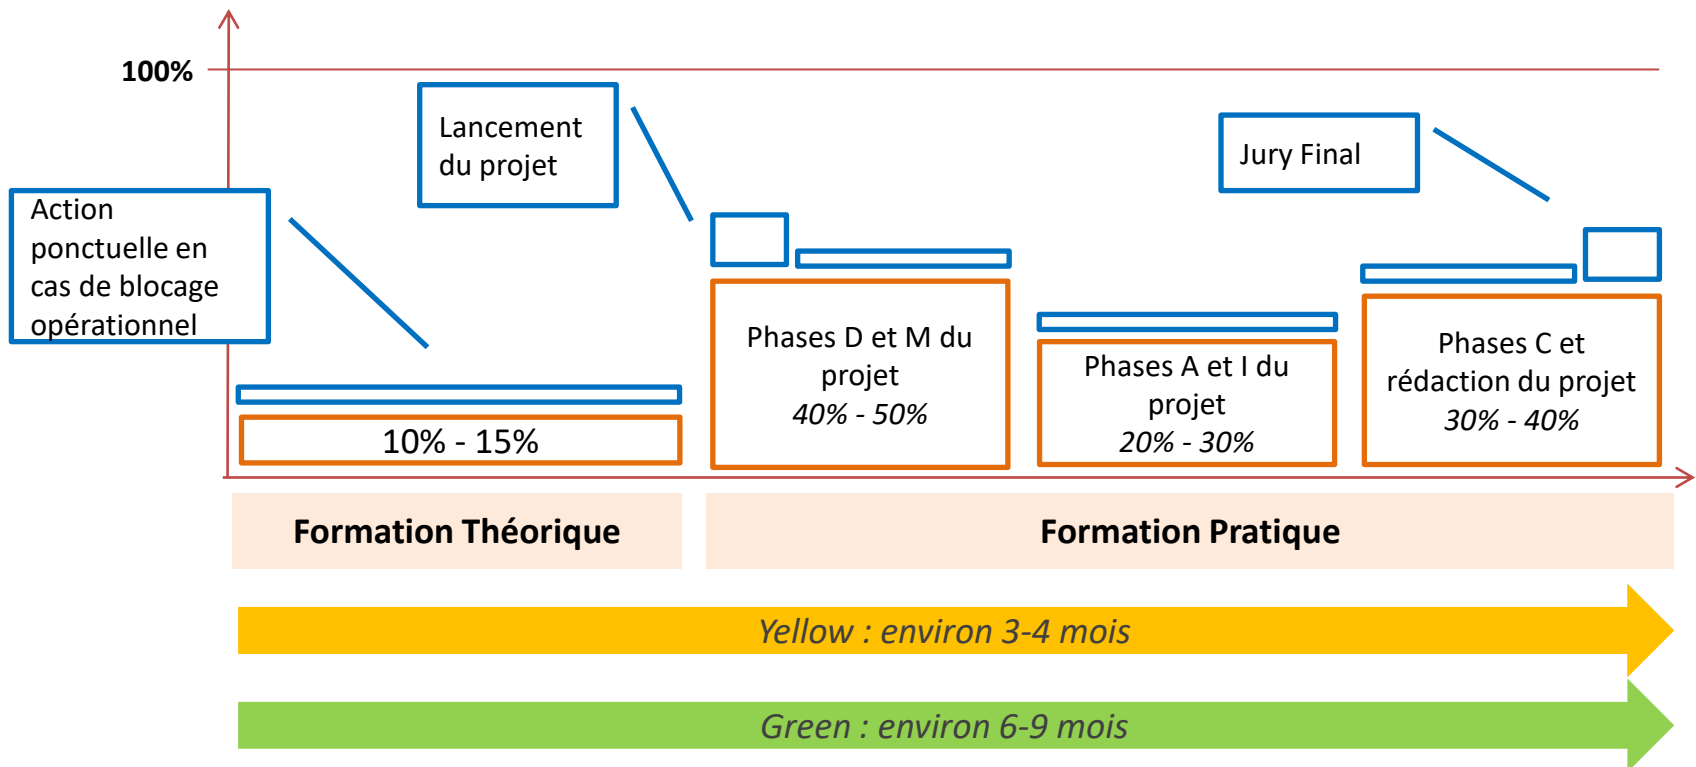 100%
Lancement
du projet
Jury Final
Action
ponctuelle en
cas de blocage
opérationnel
Phases D et M du
projet
40% - 50%
Phases A et I du
projet
20% - 30%
Phases C et
rédaction du projet
30% - 40%
10% - 15%
Formation Théorique
Formation Pratique
Yellow : environ 3-4 mois
Green : environ 6-9 mois